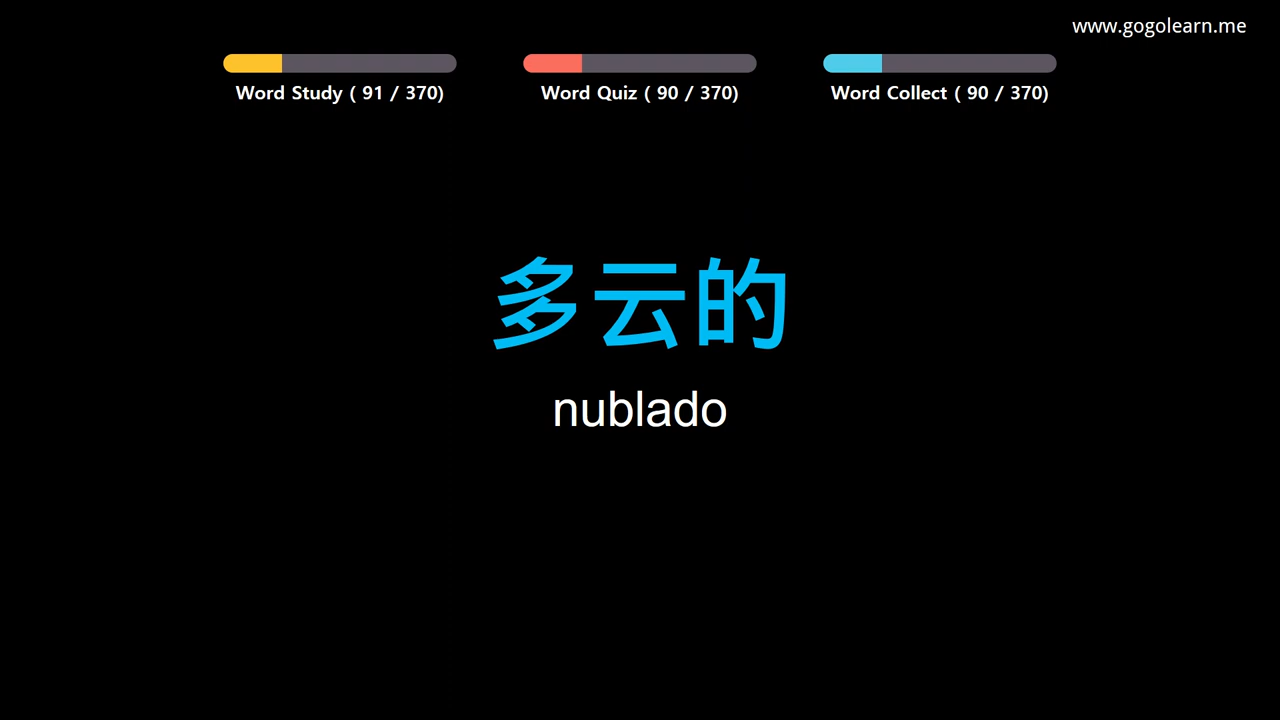 www.gogolearn.me
Word Study ( 91 / 370)
Word Quiz ( 90 / 370)
Word Collect ( 90 / 370)
多云的
nublado